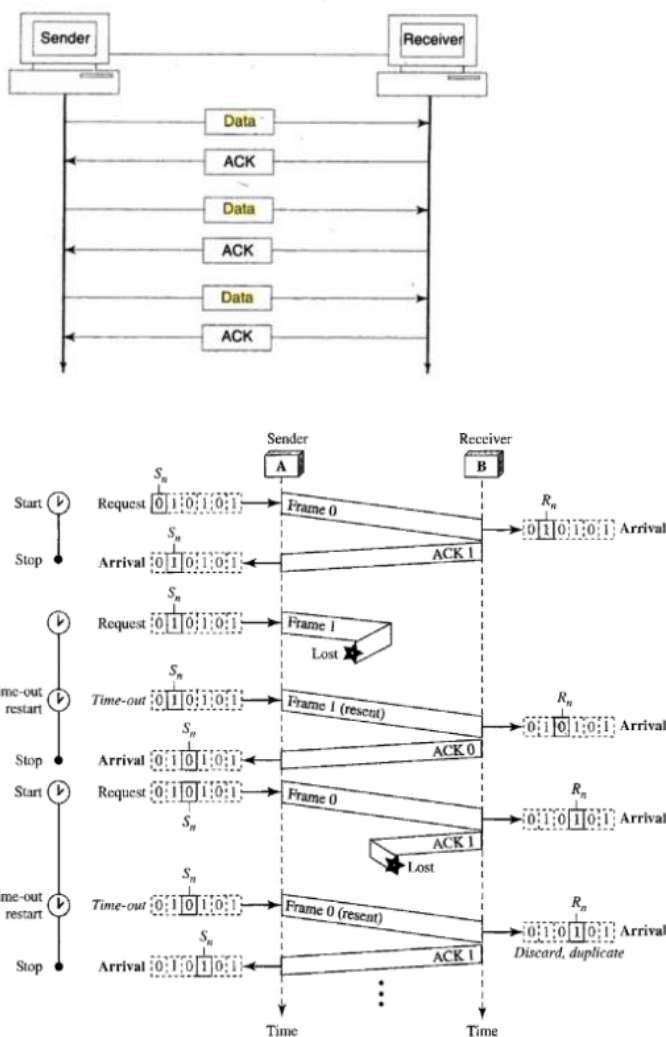 Sender Receiver
Data
ACK
Data
ACK
Data
ACK
Sender Receiver
A B
Sn
Start Request 0 1 0 1 0 1 Frame 0 Rn
0 1 0 1 0 1 Arrival
Sn ACK 1
Stop Arrival 0 1 0 1 0 1
Sn
Request 0 1 0 1 0 1 Frame 1
Lost
Sn
ime-out
restart Time-out 0 1 0 1 0 1 Frame 1 (resent) Rn
0 1 0 1 0 1 Arrival
Sn ACK 0
Stop Arrival 0 1 0 1 0 1
Start Request 0 1 0 1 0 1 Frame 0
Sn Rn
0 1 0 1 0 1 Arrival
ACK 1
Lost
Sn
ime-out
restart Time-out 0 1 0 1 0 1 Frame 0 (resent) Rn
0 1 0 1 0 1 Arrival
Sn ACK 1 Discard, duplicate
Stop Arrival 0 1 0 1 0 1
Time Time